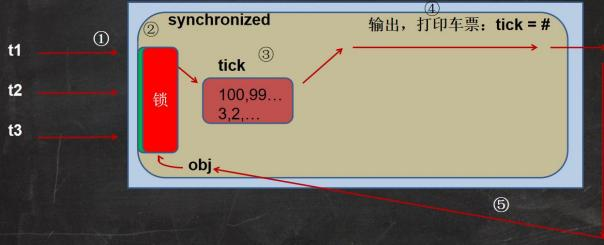 ④
synchronized
输出，打印车票：tick = #
①
②
t1
tick
③
t2
锁
100,99…
3,2,…
t3
obj
⑤